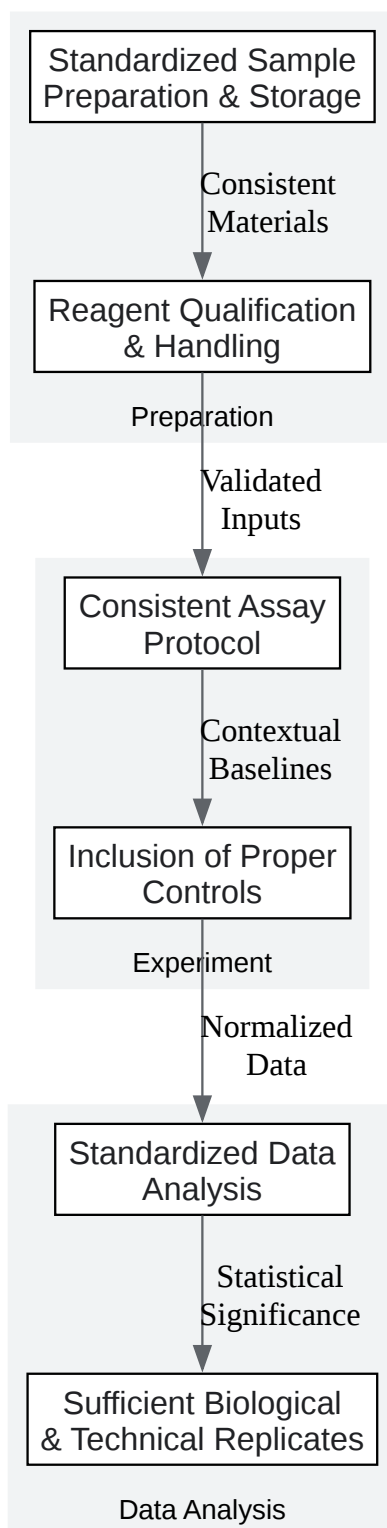 Standardized Sample
Preparation & Storage
Consistent
Materials
Reagent Qualification
& Handling
Preparation
Validated
Inputs
Consistent Assay
Protocol
Contextual
Baselines
Inclusion of Proper
Controls
Experiment
Normalized
Data
Standardized Data
Analysis
Statistical
Significance
Sufficient Biological
& Technical Replicates
Data Analysis